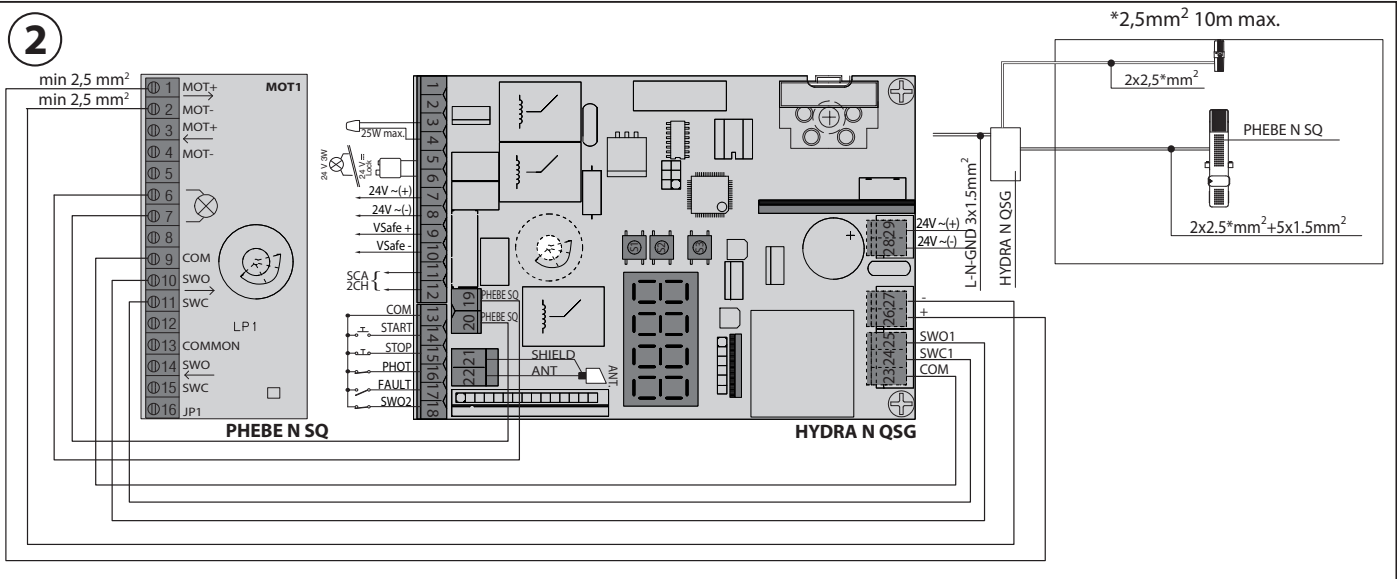 2
*2,5mm² 10m max.
min 2,5 mm²
min 2,5 mm²
1 MOT+
MOT1
2 MOT-
3 MOT+
4 MOT-
5
6
7
8
9 COM
10 SWO
11 SWC
12
LP1
13 COMMON
14 SWO
15 SWC
16 JP1
PHEBE N SQ
25W max.
24 V 3W
24 V =
Lock
24V ~(+)
24V ~(-)
VSafe +
VSafe -
SCA {
2CH {
COM
START
STOP
PHOT
FAULT
SWO2
1
2
3
4
5
6
7
8
9
10
11
12
13
14
15
16
17
18
19 PHEBE SQ
20 PHEBE SQ
21 SHIELD
22 ANT
ANT.
S1 S2 S3
+
29 24V ~(+)
28 24V ~(-)
27 -
26 +
25 SWO1
24 SWC1
23 COM
HYDRA N QSG
L-N-GND 3x1.5mm²
HYDRA N QSG
2x2,5*mm²
PHEBE N SQ
2x2.5*mm²+5x1.5mm²